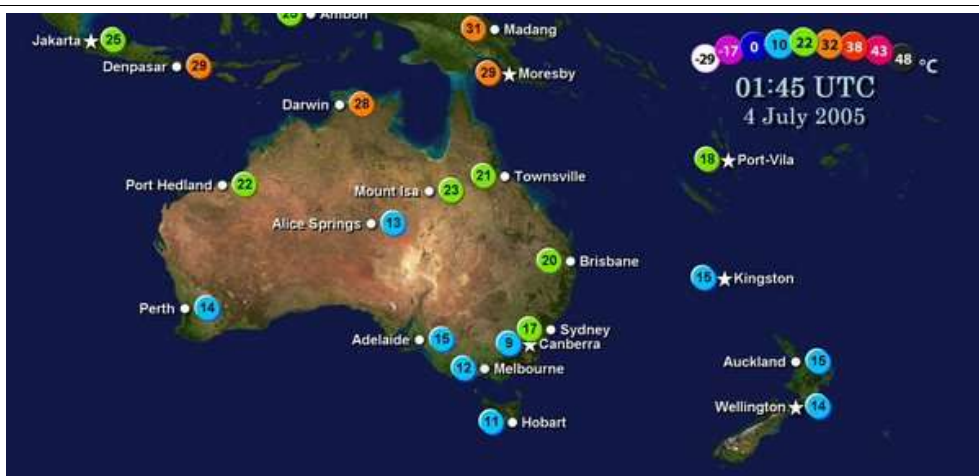 Ambon
31 Madang
-29 -17 0 10 22 32 38 43 48 °C
Jakarta 25
Denpasar 29
29 Moresby
01:45 UTC
4 July 2005
Darwin 28
18 Port-Vila
Port Hedland 22
21 Townsville
Mount Isa 23
Alice Springs 13
20 Brisbane
15 Kingston
Perth 14
17 Sydney
Adelaide 15
9 Canberra
12 Melbourne
Auckland 15
Wellington 14
11 Hobart